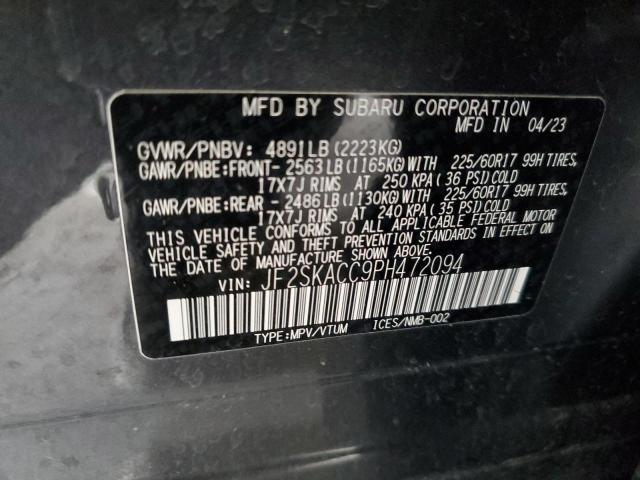 MFD BY SUBARU CORPORATION
MFD IN 04/23
GVWR/PNBV: 4891LB(2223KG)
GAWR/PNBE:FRONT- 2563LB(1165KG)WITH 225/60R17 99H TIRES,
17X7J RIMS AT 250 KPA(36 PSI)COLD
GAWR/PNBE:REAR - 2486LB(1130KG)WITH 225/60R17 99H TIRES,
17X7J RIMS AT 240 KPA(35 PSI)COLD
THIS VEHICLE CONFORMS TO ALL APPLICABLE FEDERAL MOTOR
VEHICLE SAFETY AND THEFT PREVENTION STANDARDS IN EFFECT ON
THE DATE OF MANUFACTURE SHOWN ABOVE.
VIN: JF2SKACC9PH472094
TYPE:MPV/VTUM ICES/NMB-002